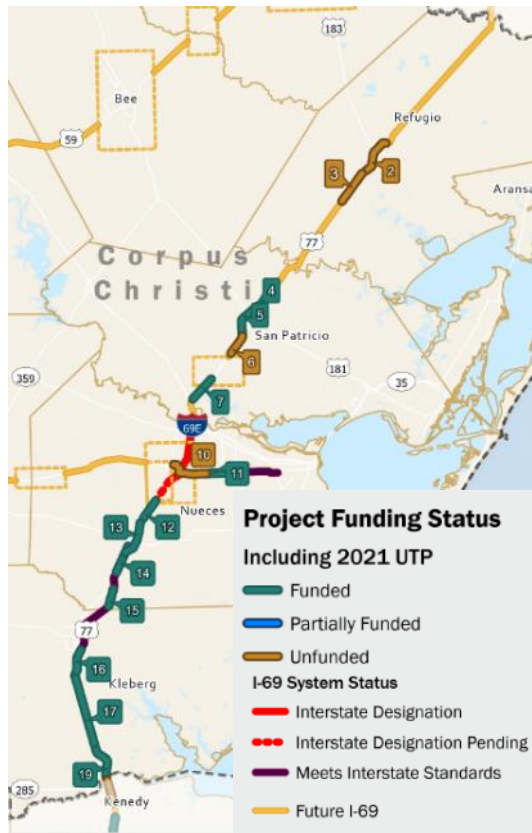 183
Bee
59
Refugio
3
2
Aransa
77
Corpus
Christi
4
5
San Patricio
6
359
181
35
7
69E
10
11
Nueces
13
12
14
15
77
16
Kleberg
17
19
285
Kenedy
Project Funding Status
Including 2021 UTP
Funded
Partially Funded
Unfunded
I-69 System Status
Interstate Designation
Interstate Designation Pending
Meets Interstate Standards
Future I-69